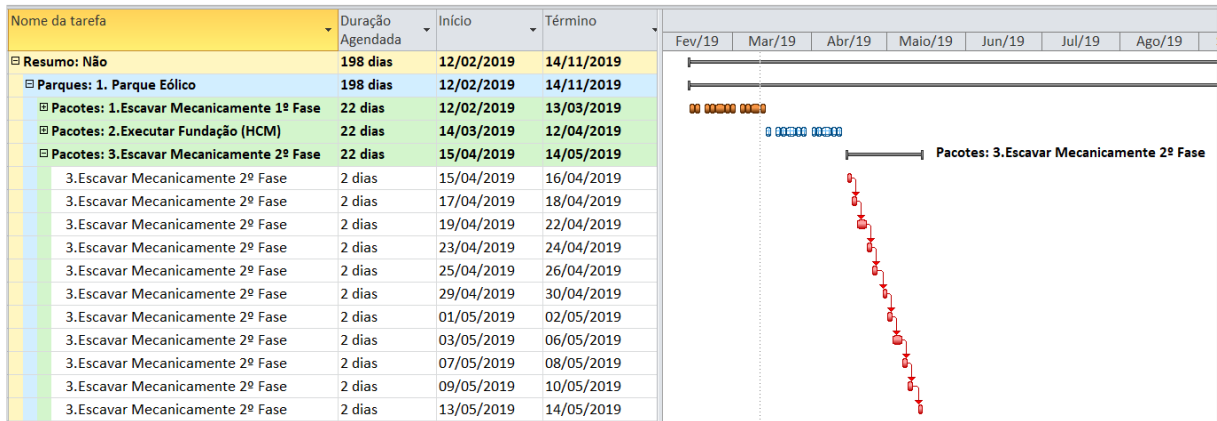 Nome da tarefa Duração Agendada Início Término
Fev/19 Mar/19 Abr/19 Maio/19 Jun/19 Jul/19 Ago/19
Resumo: Não 198 dias 12/02/2019 14/11/2019
Parques: 1. Parque Eólico 198 dias 12/02/2019 14/11/2019
Pacotes: 1.Escavar Mecanicamente 1º Fase 22 dias 12/02/2019 13/03/2019
Pacotes: 2.Executar Fundação (HCM) 22 dias 14/03/2019 12/04/2019
Pacotes: 3.Escavar Mecanicamente 2º Fase 22 dias 15/04/2019 14/05/2019 Pacotes: 3.Escavar Mecanicamente 2º Fase
3.Escavar Mecanicamente 2º Fase 2 dias 15/04/2019 16/04/2019
3.Escavar Mecanicamente 2º Fase 2 dias 17/04/2019 18/04/2019
3.Escavar Mecanicamente 2º Fase 2 dias 19/04/2019 22/04/2019
3.Escavar Mecanicamente 2º Fase 2 dias 23/04/2019 24/04/2019
3.Escavar Mecanicamente 2º Fase 2 dias 25/04/2019 26/04/2019
3.Escavar Mecanicamente 2º Fase 2 dias 29/04/2019 30/04/2019
3.Escavar Mecanicamente 2º Fase 2 dias 01/05/2019 02/05/2019
3.Escavar Mecanicamente 2º Fase 2 dias 03/05/2019 06/05/2019
3.Escavar Mecanicamente 2º Fase 2 dias 07/05/2019 08/05/2019
3.Escavar Mecanicamente 2º Fase 2 dias 09/05/2019 10/05/2019
3.Escavar Mecanicamente 2º Fase 2 dias 13/05/2019 14/05/2019